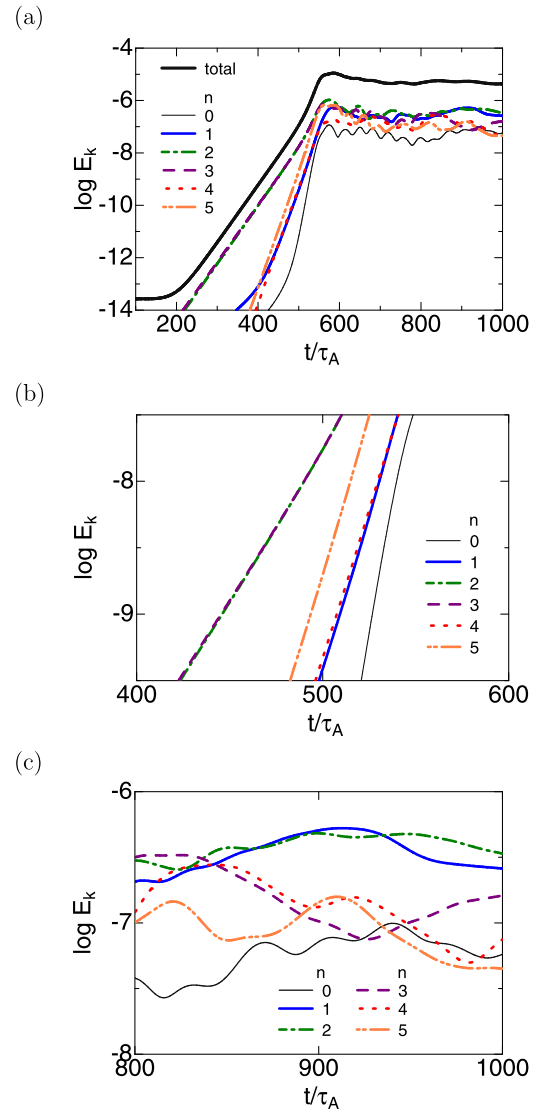 (a)
-4
-6
-8
-10
-12
-14
log E_k
total
n
0
1
2
3
4
5
200 400 600 800 1000
t/τ_A
(b)
-8
-9
log E_k
n
0
1
2
3
4
5
400 500 600
t/τ_A
(c)
-6
-7
-8
log E_k
n n
0 3
1 4
2 5
800 900 1000
t/τ_A